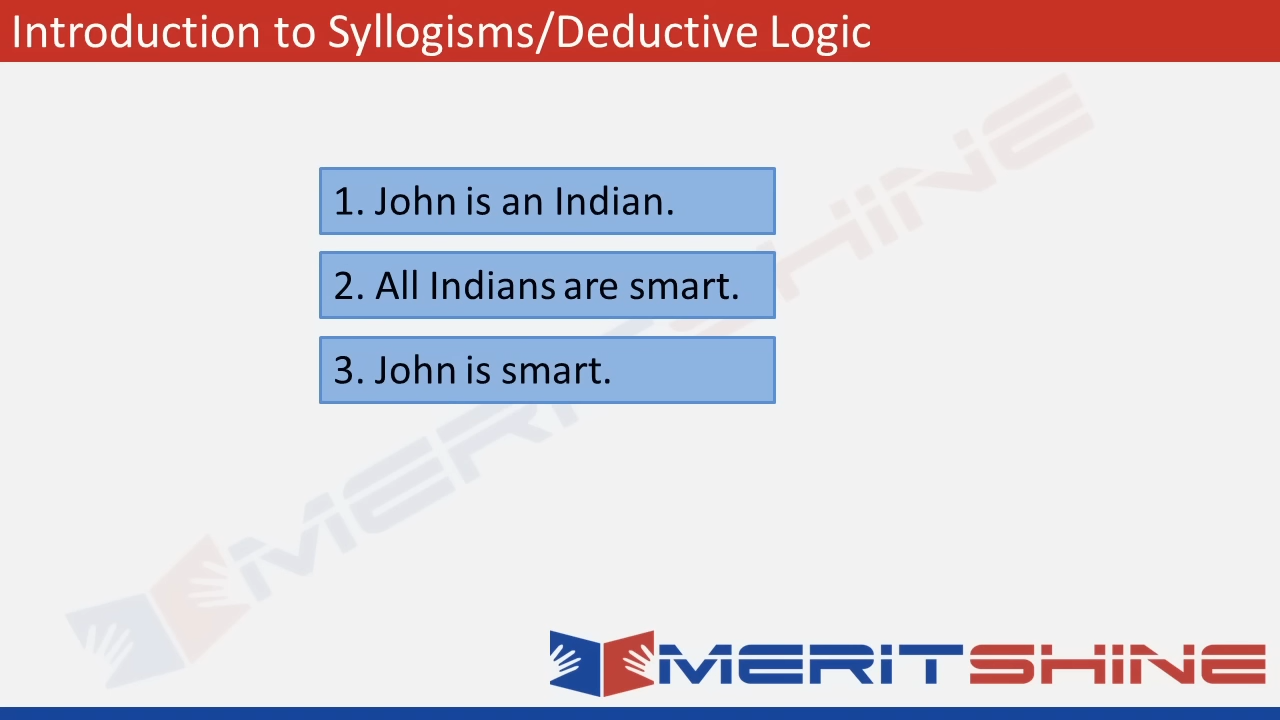 Introduction to Syllogisms/Deductive Logic
1. John is an Indian.
2. All Indians are smart.
3. John is smart.
MERITSHINE
MERITSHINE